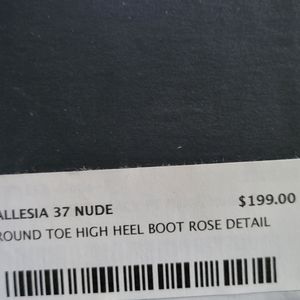 ALLESIA 37 NUDE $199.00
ROUND TOE HIGH HEEL BOOT ROSE DETAIL